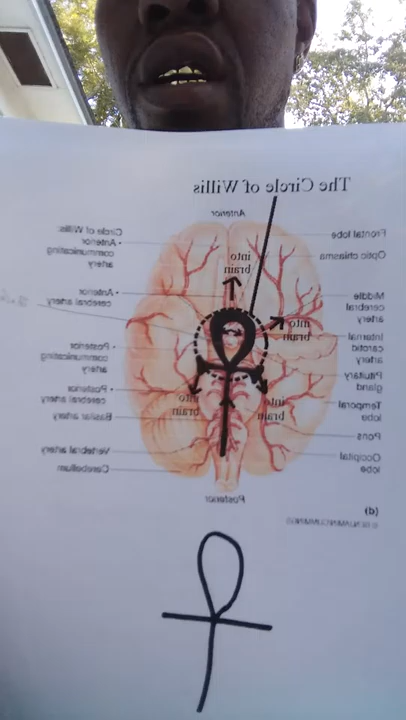 The Circle of Willis
Anterior
Frontal lobe
Optic chiasma
Middle
cerebral
artery
Internal
carotid
artery
Pituitary
gland
Temporal
lobe
Pons
Occipital
lobe
Circle of Willis:
• Anterior
communicating
artery
• Anterior
cerebral artery
• Posterior
communicating
artery
• Posterior
cerebral artery
Basilar artery
Vertebral artery
Cerebellum
into
brain
into
brain
into
brain
into
brain
Posterior
(d)